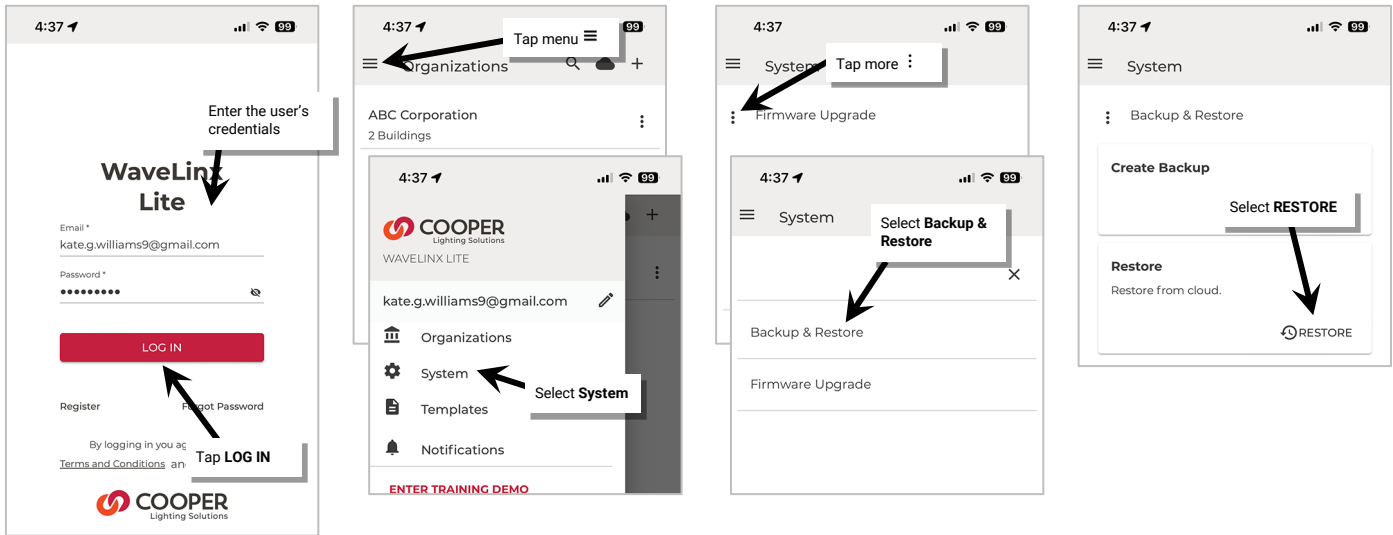 4:37
99
Enter the user's
credentials
WaveLinx
Lite
Email *
kate.g.williams9@gmail.com
Password *
LOG IN
Register
Forgot Password
By logging in you ag
Terms and Conditions an
Tap LOG IN
COOPER
Lighting Solutions
4:37
99
Tap menu
Organizations
ABC Corporation
2 Buildings
4:37
99
COOPER
Lighting Solutions
WAVELINX LITE
kate.g.williams9@gmail.com
Organizations
System
Select System
Templates
Notifications
ENTER TRAINING DEMO
4:37
99
System
Tap more
Firmware Upgrade
4:37
99
System
Select Backup &
Restore
Backup & Restore
Firmware Upgrade
4:37
99
System
Backup & Restore
Create Backup
Select RESTORE
Restore
Restore from cloud.
RESTORE